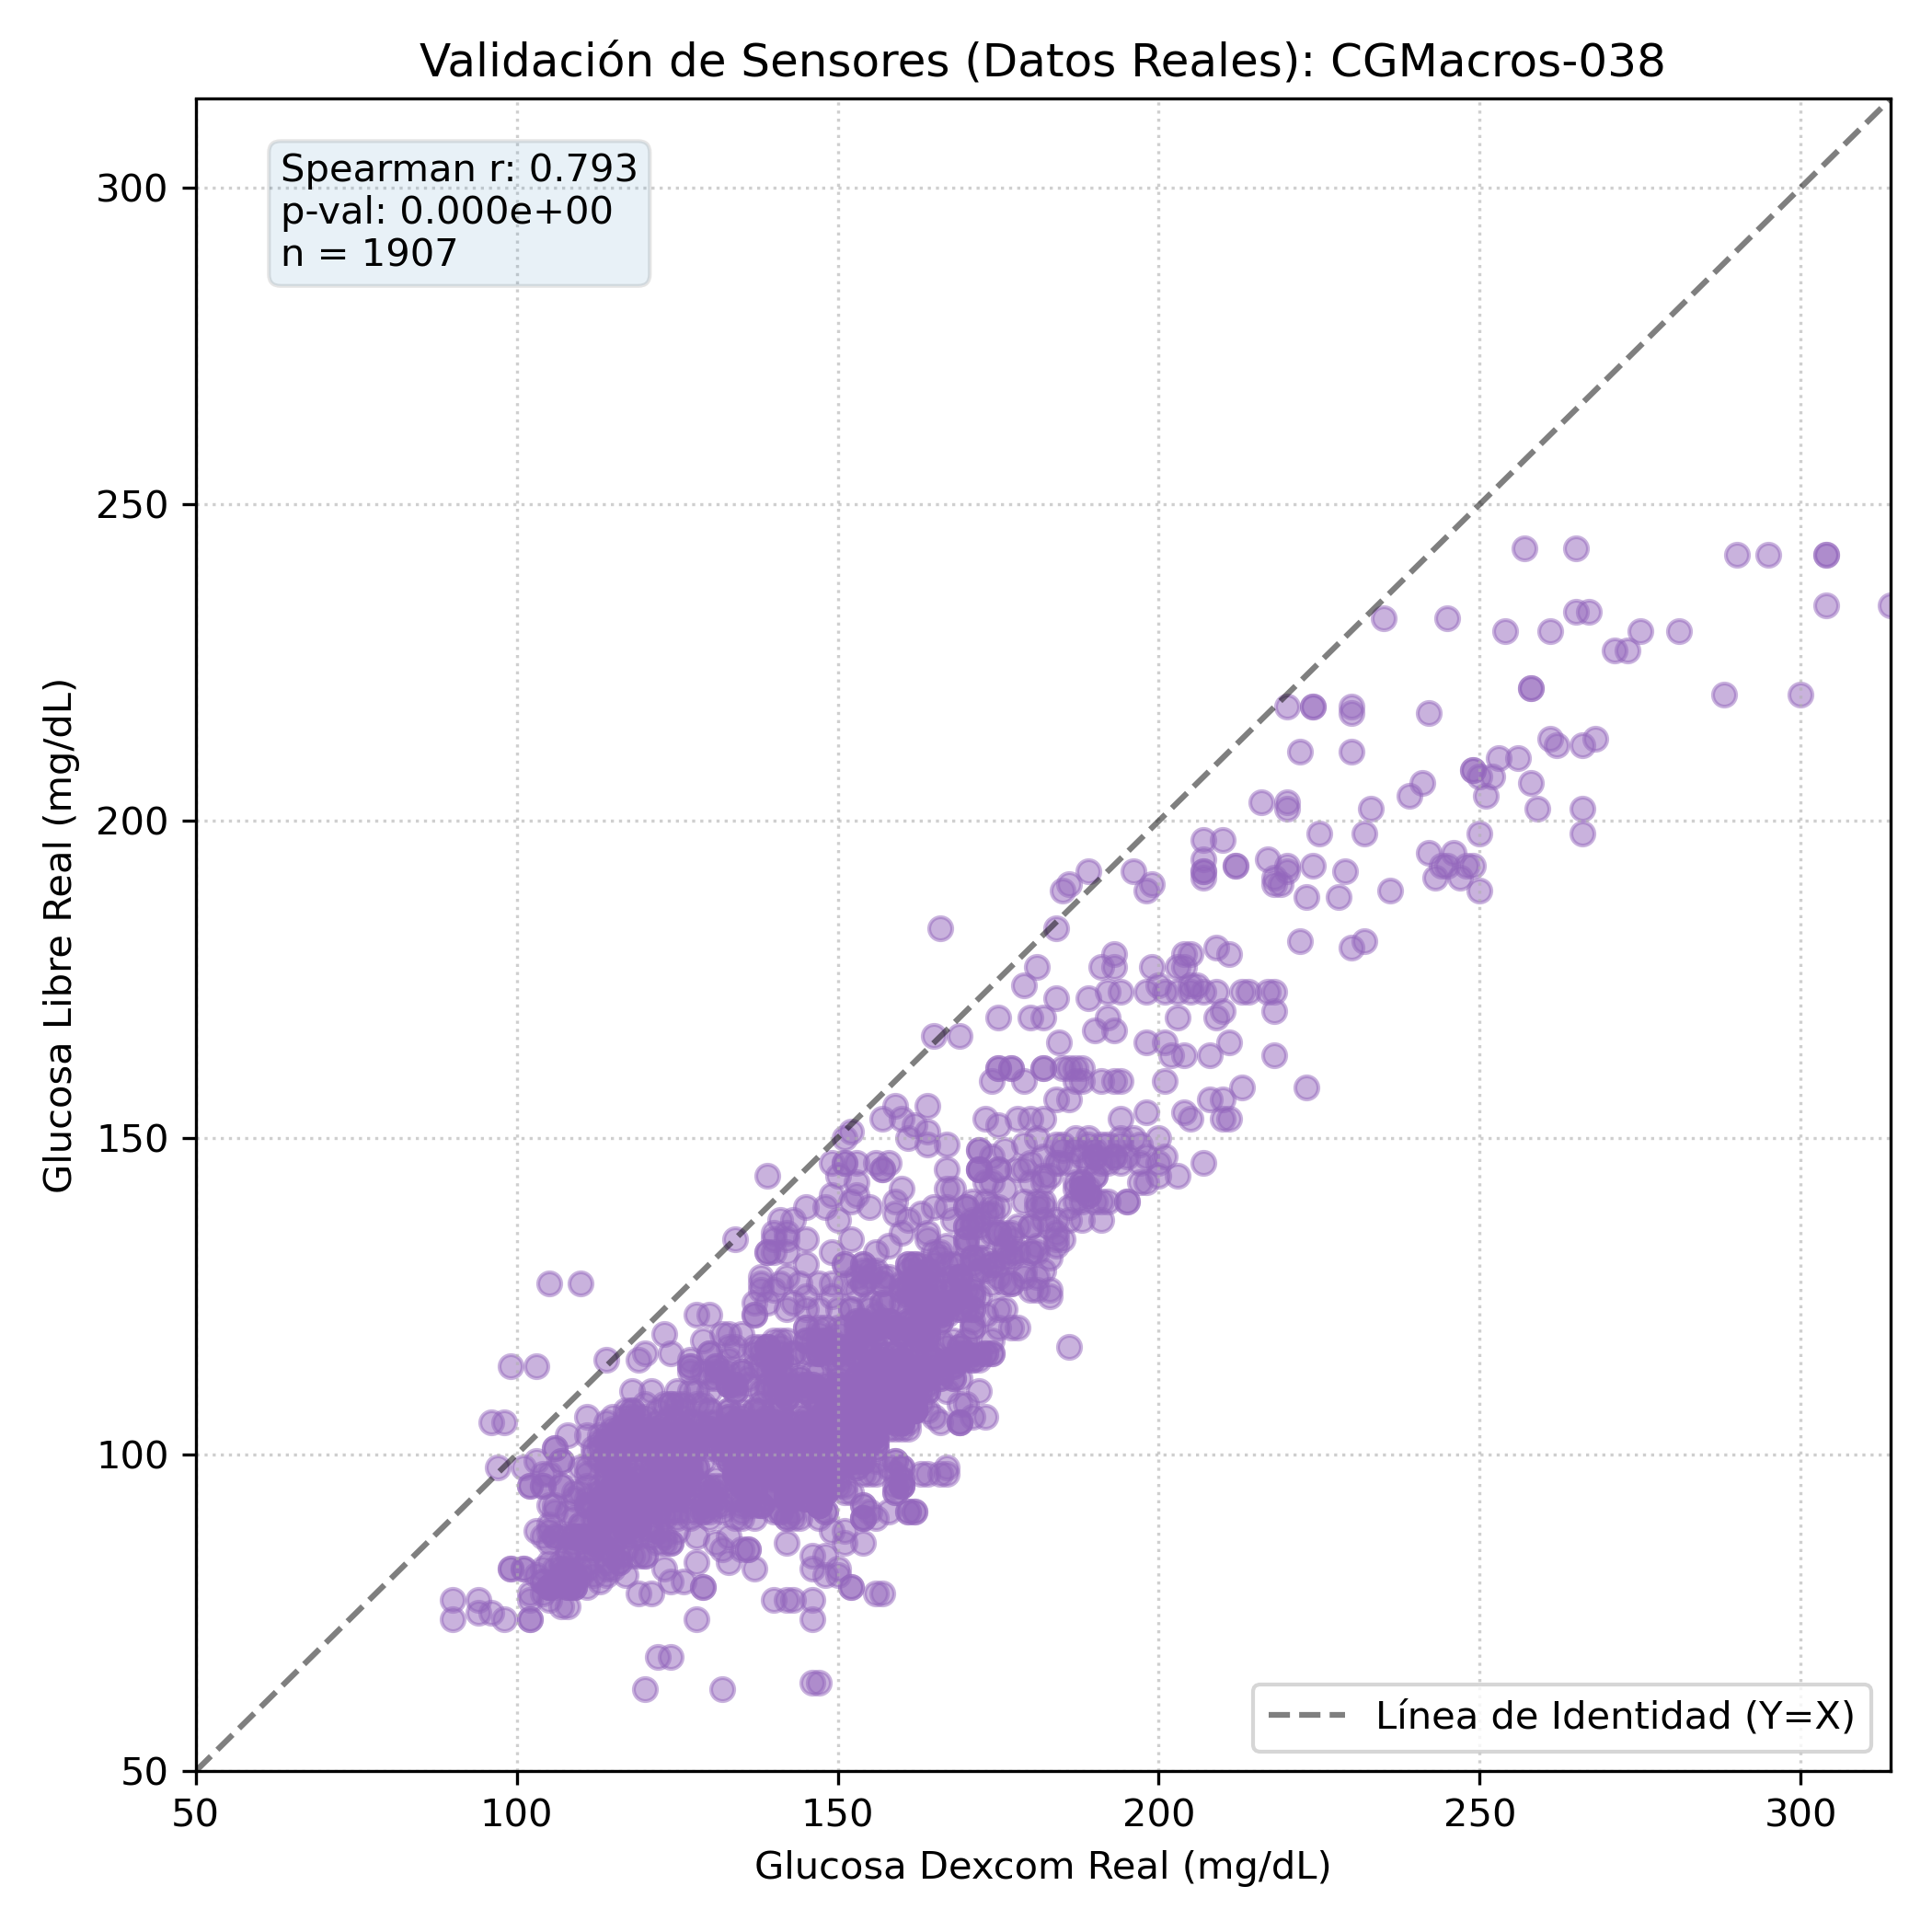 Validación de Sensores (Datos Reales): CGMacros-038
Spearman r: 0.793
p-val: 0.000e+00
n = 1907
Glucosa Libre Real (mg/dL)
300
250
200
150
100
50
50 100 150 200 250 300
Línea de Identidad (Y=X)
Glucosa Dexcom Real (mg/dL)